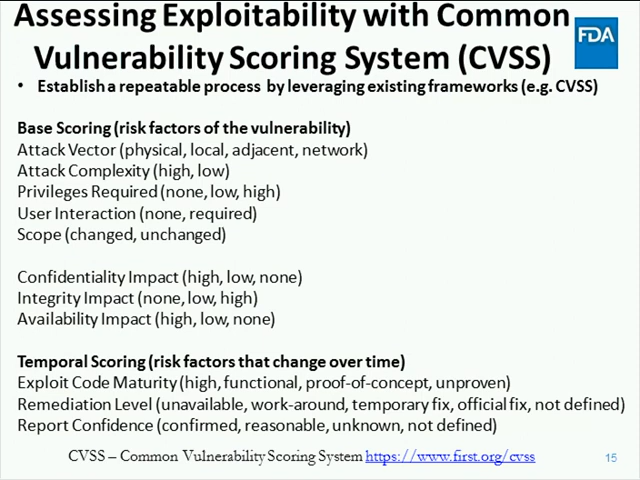 Assessing Exploitability with Common
Vulnerability Scoring System (CVSS)
FDA
• Establish a repeatable process by leveraging existing frameworks (e.g. CVSS)
Base Scoring (risk factors of the vulnerability)
Attack Vector (physical, local, adjacent, network)
Attack Complexity (high, low)
Privileges Required (none, low, high)
User Interaction (none, required)
Scope (changed, unchanged)
Confidentiality Impact (high, low, none)
Integrity Impact (none, low, high)
Availability Impact (high, low, none)
Temporal Scoring (risk factors that change over time)
Exploit Code Maturity (high, functional, proof-of-concept, unproven)
Remediation Level (unavailable, work-around, temporary fix, official fix, not defined)
Report Confidence (confirmed, reasonable, unknown, not defined)
CVSS – Common Vulnerability Scoring System https://www.first.org/cvss
15